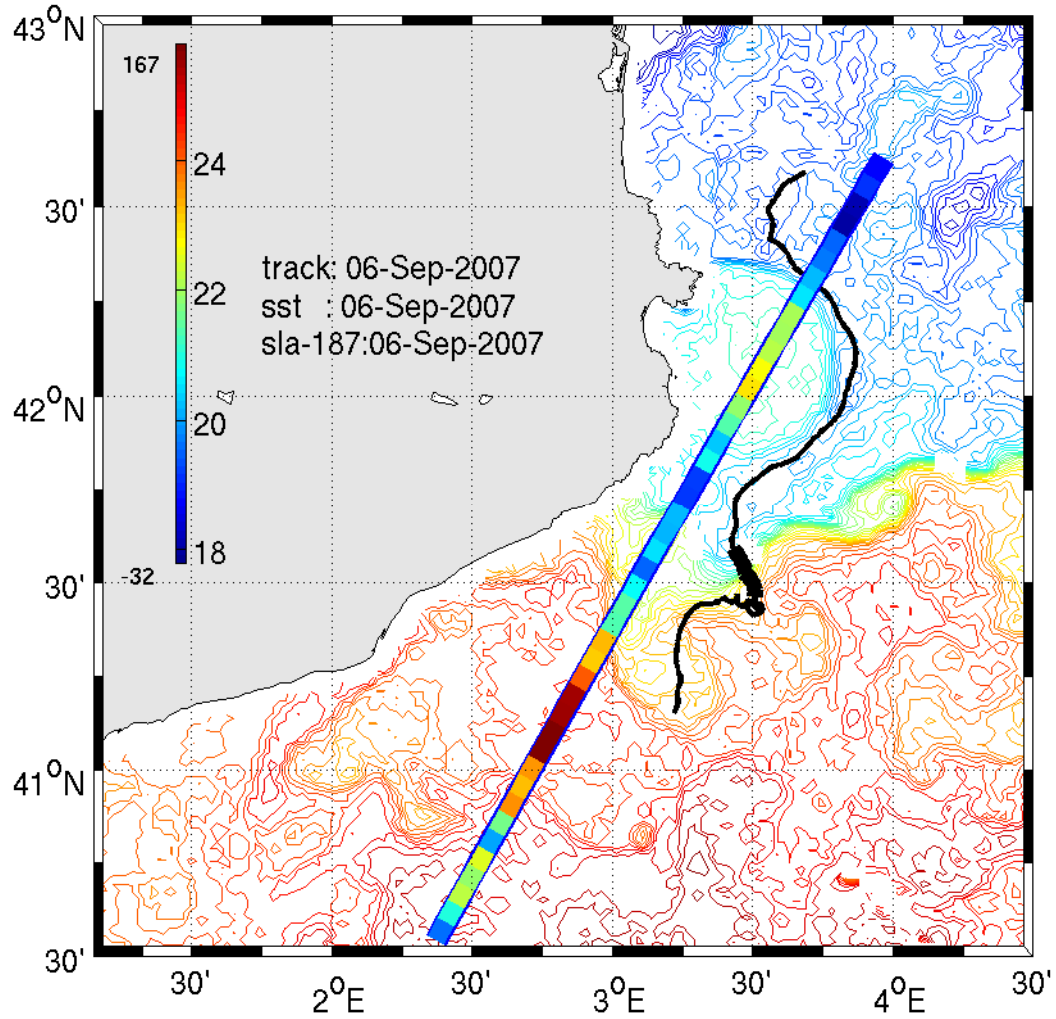 43°N
167
24
30'
track: 06-Sep-2007
22
sst : 06-Sep-2007
sla-187:06-Sep-2007
42°N
20
18
-32
30'
41°N
30'
30' 2°E 30' 3°E 30' 4°E 30'